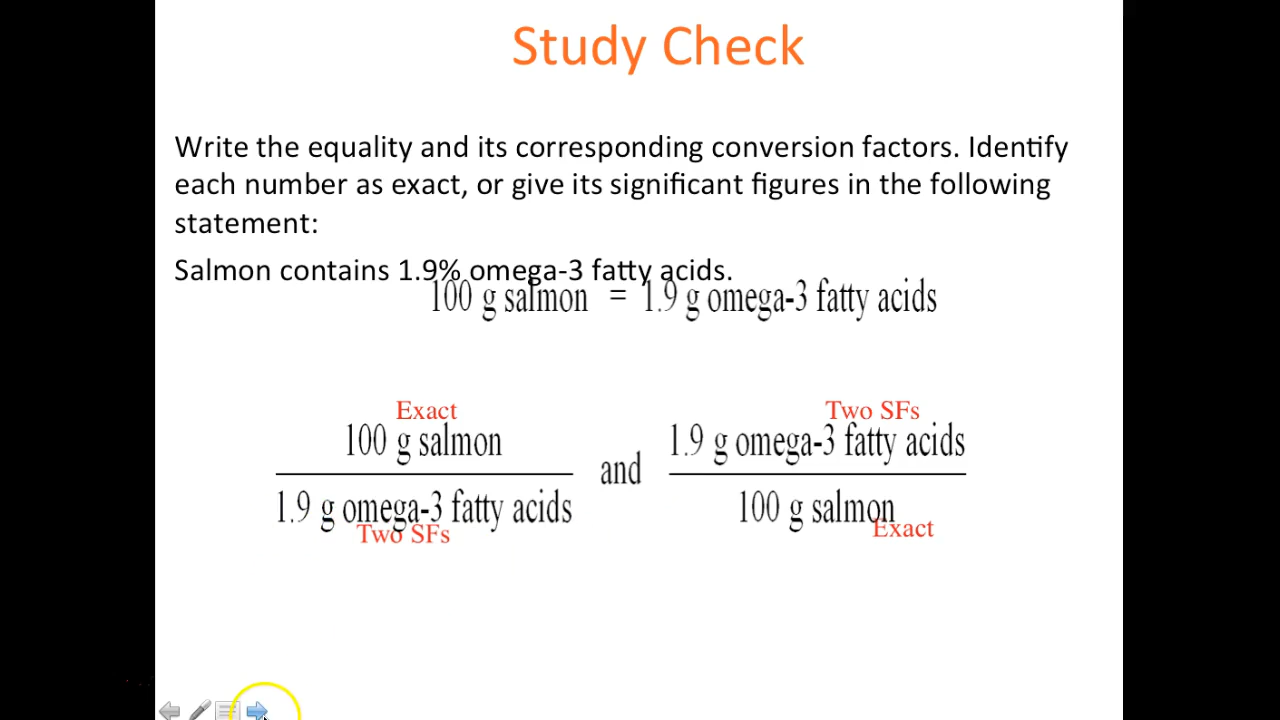 Study Check
Write the equality and its corresponding conversion factors. Identify
each number as exact, or give its significant figures in the following
statement:
Salmon contains 1.9% omega-3 fatty acids.
100 g salmon = 1.9 g omega-3 fatty acids
Exact
100 g salmon
1.9 g omega-3 fatty acids
Two SFs
and
Two SFs
1.9 g omega-3 fatty acids
100 g salmon
Exact